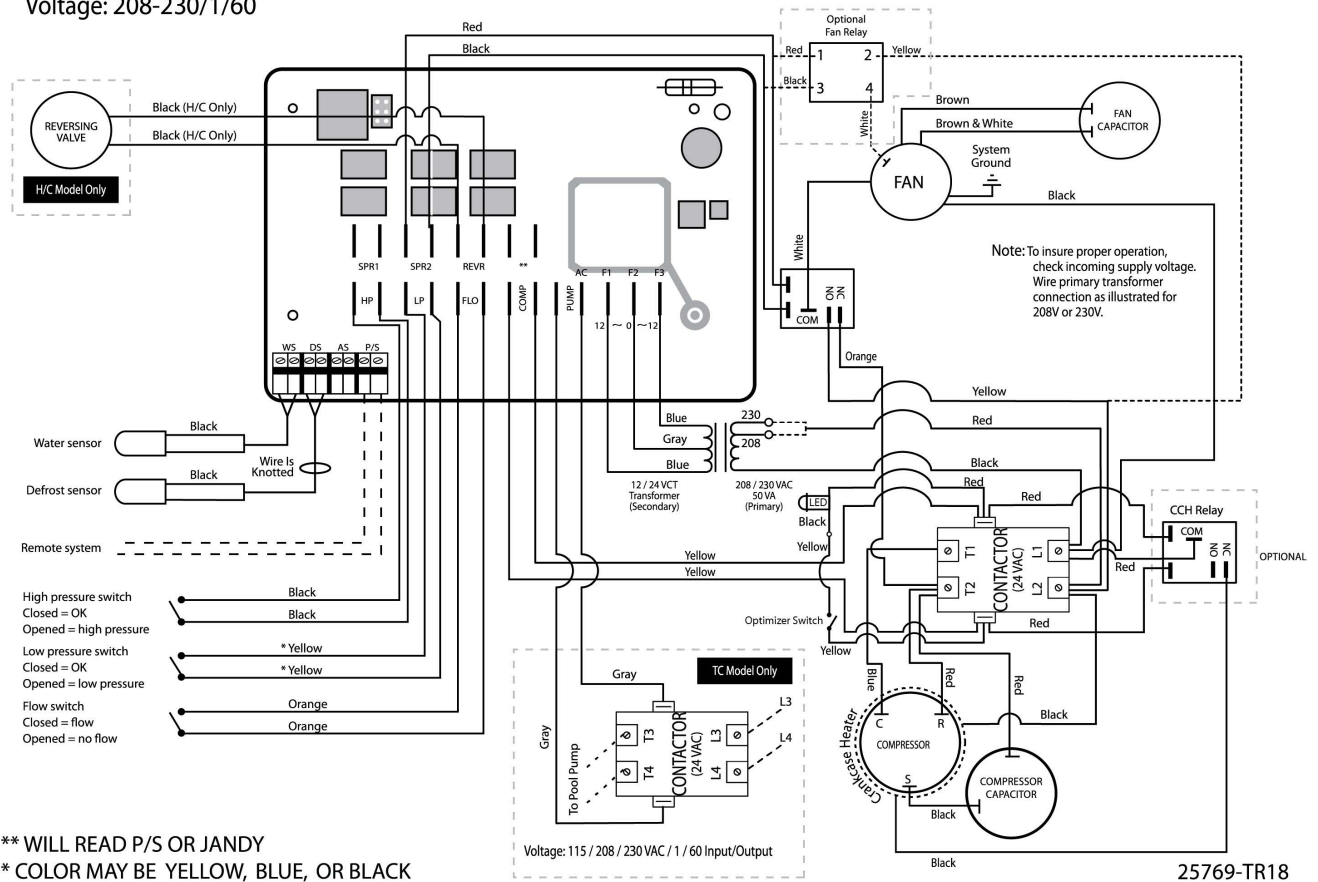 Voltage: 208-230/1/60
Red
Black
Optional
Fan Relay
Red
1
2
Yellow
Black
3
4
White
Brown
Brown & White
FAN
CAPACITOR
System
Ground
FAN
Black
REVERSING
VALVE
H/C Model Only
Black (H/C Only)
Black (H/C Only)
White
COM
NO
NC
Note: To insure proper operation,
check incoming supply voltage.
Wire primary transformer
connection as illustrated for
208V or 230V.
SPR1
SPR2
REVR
**
AC
F1
F2
F3
HP
LP
FLO
COMP
PUMP
12 ~ 0 ~ 12
WS
DS
AS
P/S
Orange
Yellow
Red
Blue
Gray
Blue
230
208
Black
Red
Red
12 / 24 VCT
Transformer
(Secondary)
208 / 230 VAC
50 VA
(Primary)
LED
Black
Yellow
Water sensor
Black
Wire Is
Knotted
Defrost sensor
Black
Remote system
Yellow
Yellow
CONTACTOR
(24 VAC)
T1
L1
T2
L2
CCH Relay
COM
NO
NC
OPTIONAL
Red
Red
High pressure switch
Closed = OK
Opened = high pressure
Black
Black
Low pressure switch
Closed = OK
Opened = low pressure
* Yellow
* Yellow
Flow switch
Closed = flow
Opened = no flow
Orange
Orange
Optimizer Switch
Yellow
TC Model Only
Gray
Gray
CONTACTOR
(24 VAC)
T3
L3
T4
L4
L3
L4
To Pool Pump
Voltage: 115 / 208 / 230 VAC / 1 / 60 Input/Output
Blue
Red
Red
Black
Crankcase Heater
C
R
COMPRESSOR
S
Black
COMPRESSOR
CAPACITOR
Black
** WILL READ P/S OR JANDY
* COLOR MAY BE YELLOW, BLUE, OR BLACK
25769-TR18